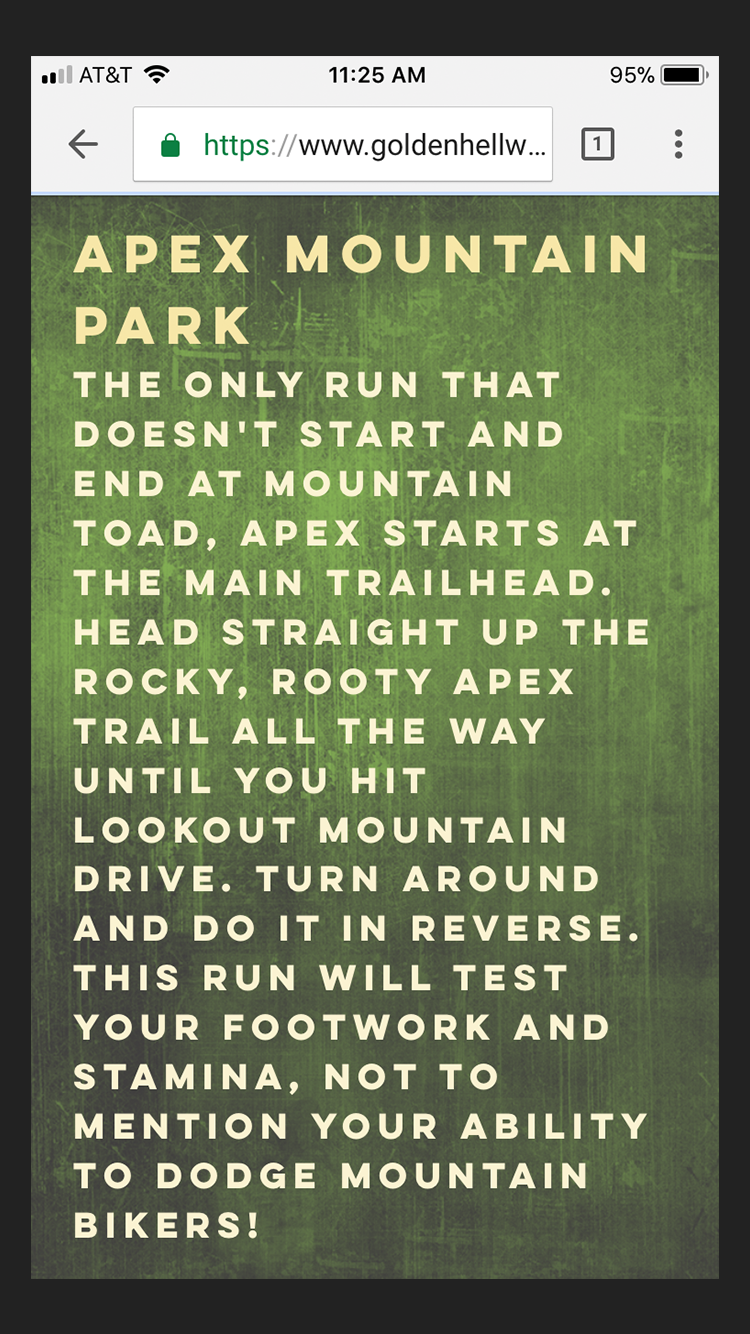 AT&T 11:25 AM 95%
https://www.goldenhellw... 1
APEX MOUNTAIN
PARK
THE ONLY RUN THAT
DOESN'T START AND
END AT MOUNTAIN
TOAD, APEX STARTS AT
THE MAIN TRAILHEAD.
HEAD STRAIGHT UP THE
ROCKY, ROOTY APEX
TRAIL ALL THE WAY
UNTIL YOU HIT
LOOKOUT MOUNTAIN
DRIVE. TURN AROUND
AND DO IT IN REVERSE.
THIS RUN WILL TEST
YOUR FOOTWORK AND
STAMINA, NOT TO
MENTION YOUR ABILITY
TO DODGE MOUNTAIN
BIKERS!